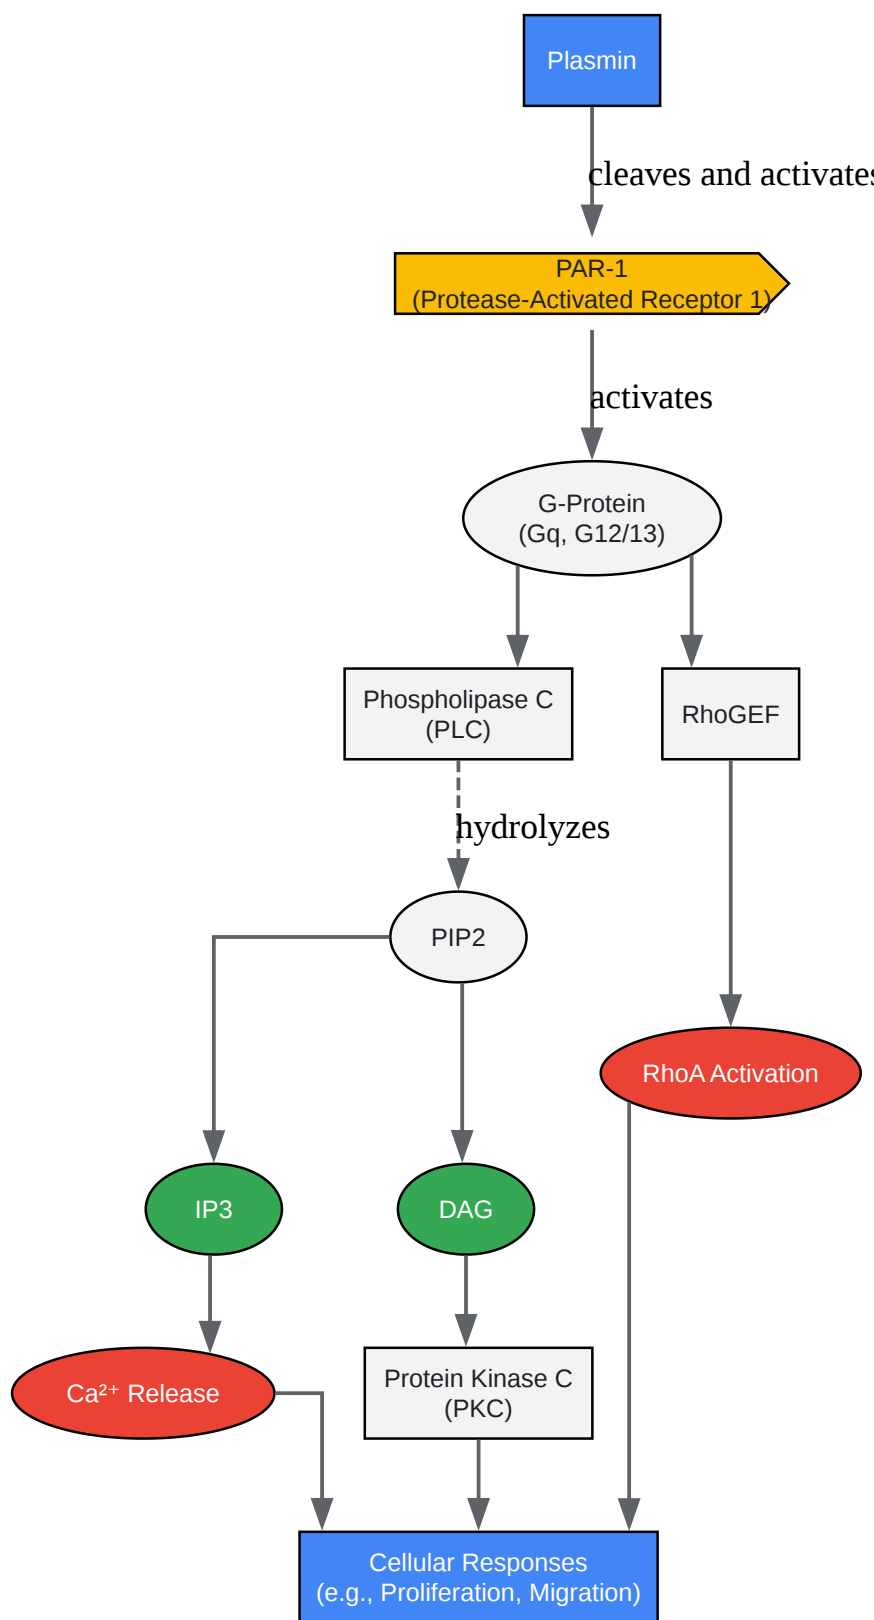 Plasmin
cleaves and activates
PAR-1
(Protease-Activated Receptor 1)
activates
G-Protein
(Gq, G12/13)
Phospholipase C
(PLC)
RhoGEF
hydrolyzes
PIP2
RhoA Activation
IP3
DAG
Ca²⁺ Release
Protein Kinase C
(PKC)
Cellular Responses
(e.g., Proliferation, Migration)